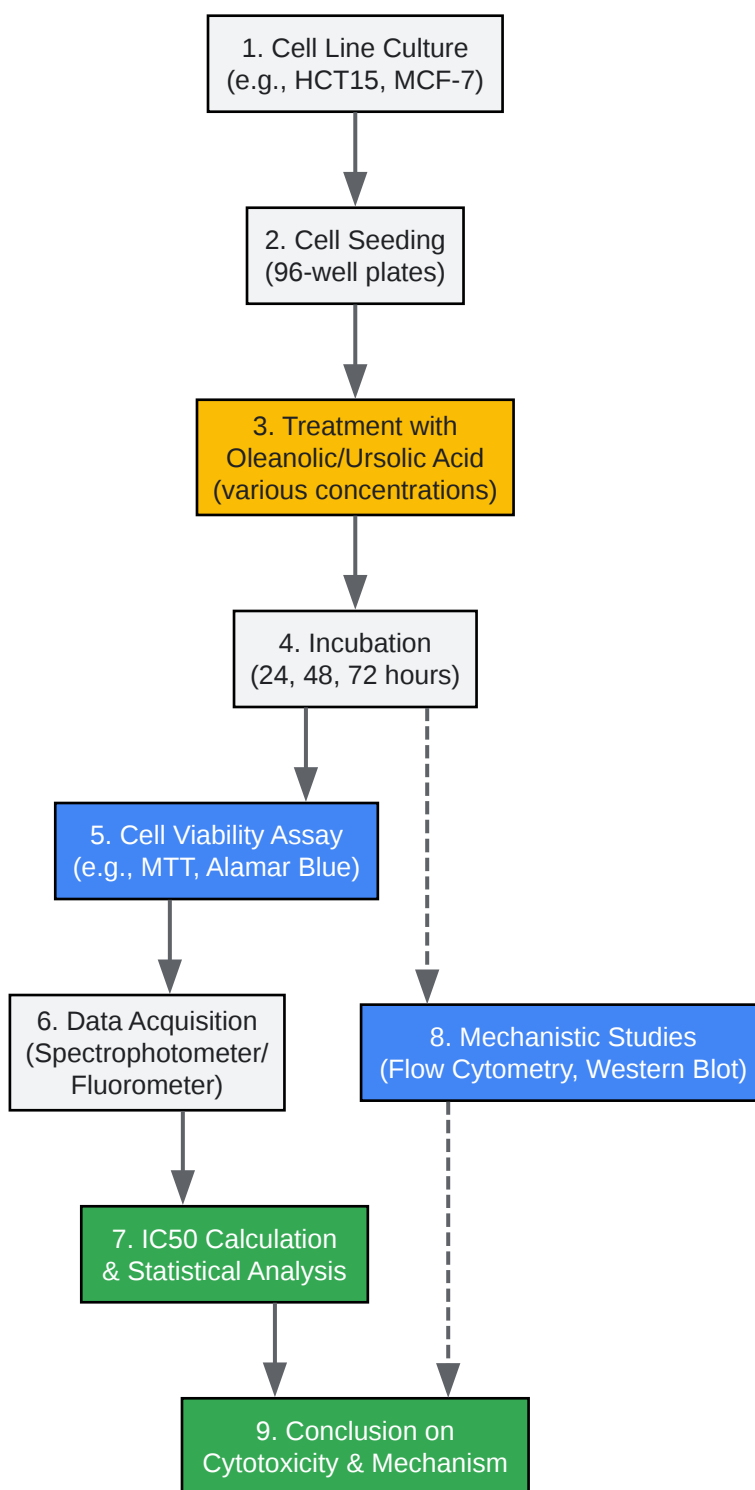 1. Cell Line Culture
(e.g., HCT15, MCF-7)
2. Cell Seeding
(96-well plates)
3. Treatment with
Oleanolic/Ursolic Acid
(various concentrations)
4. Incubation
(24, 48, 72 hours)
5. Cell Viability Assay
(e.g., MTT, Alamar Blue)
6. Data Acquisition
(Spectrophotometer/
Fluorometer)
8. Mechanistic Studies
(Flow Cytometry, Western Blot)
7. IC50 Calculation
& Statistical Analysis
9. Conclusion on
Cytotoxicity & Mechanism